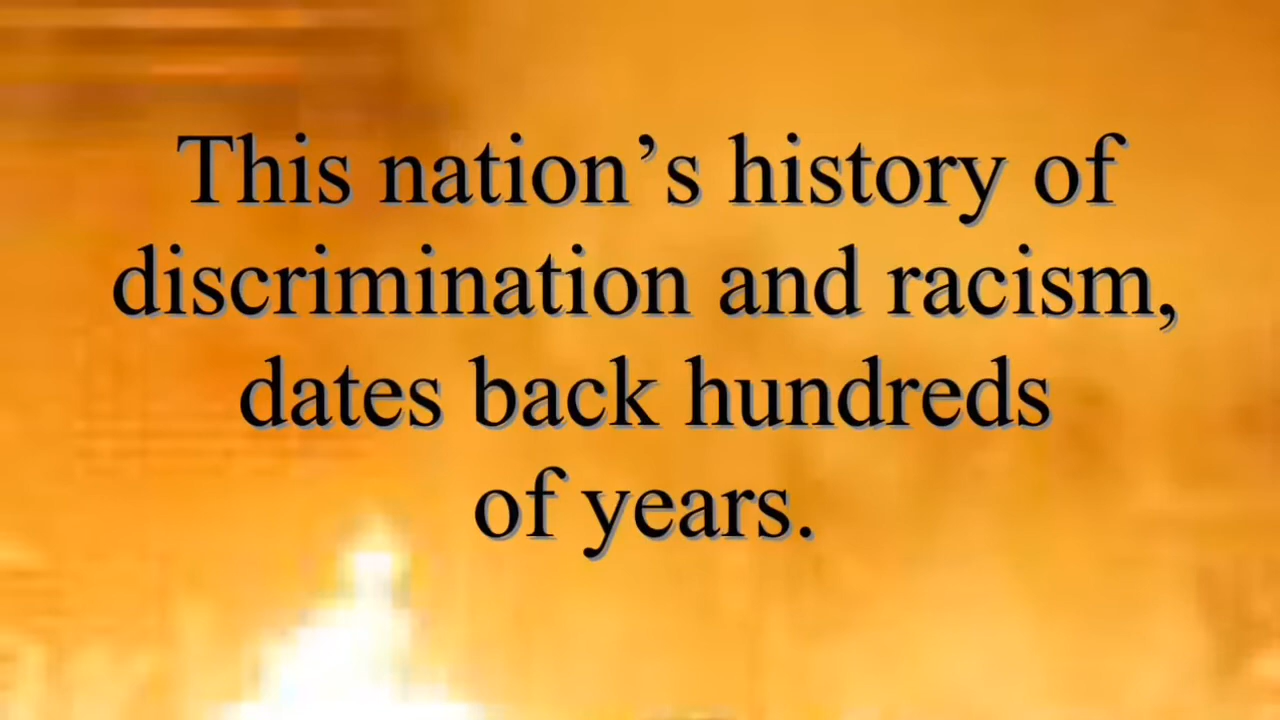 This nation’s history of
discrimination and racism,
dates back hundreds
of years.